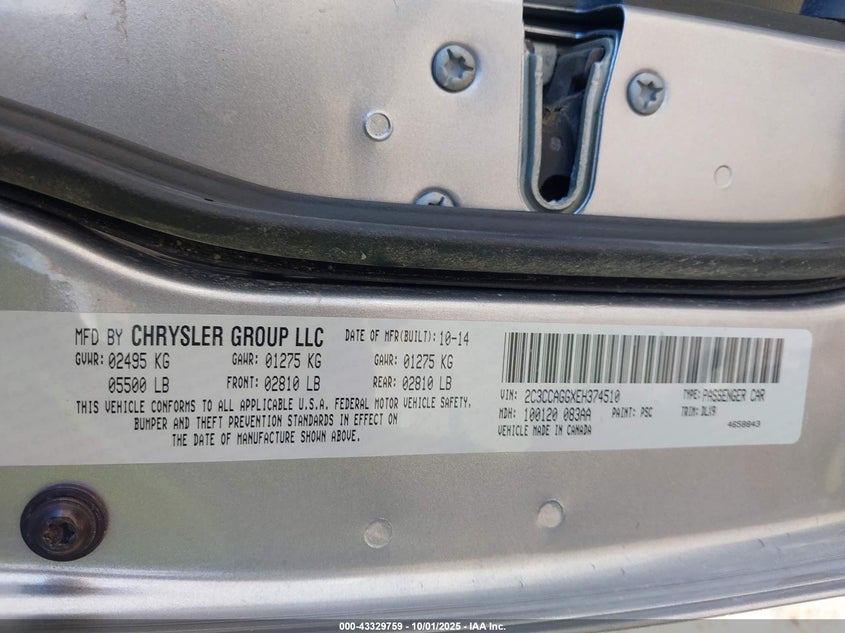 MFD BY CHRYSLER GROUP LLC DATE OF MFR(BUILT): 10-14
GVWR: 02495 KG GAWR: 01275 KG GAWR: 01275 KG
05500 LB FRONT: 02810 LB REAR: 02810 LB
THIS VEHICLE CONFORMS TO ALL APPLICABLE U.S.A. FEDERAL MOTOR VEHICLE SAFETY,
BUMPER AND THEFT PREVENTION STANDARDS IN EFFECT ON
THE DATE OF MANUFACTURE SHOWN ABOVE.
VIN: 2C3CCAGGXEH374510 TYPE: PASSENGER CAR
MDH: 100120 083AA PAINT: PSC TRIM: DLX9
VEHICLE MADE IN CANADA 4658843
000-43329759 - 10/01/2025 - IAA Inc.